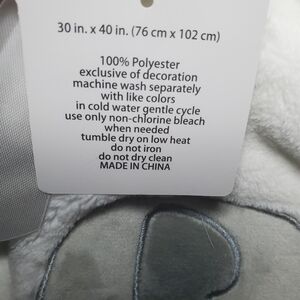 30 in. x 40 in. (76 cm x 102 cm)
100% Polyester
exclusive of decoration
machine wash separately
with like colors
in cold water gentle cycle
use only non-chlorine bleach
when needed
tumble dry on low heat
do not iron
do not dry clean
MADE IN CHINA